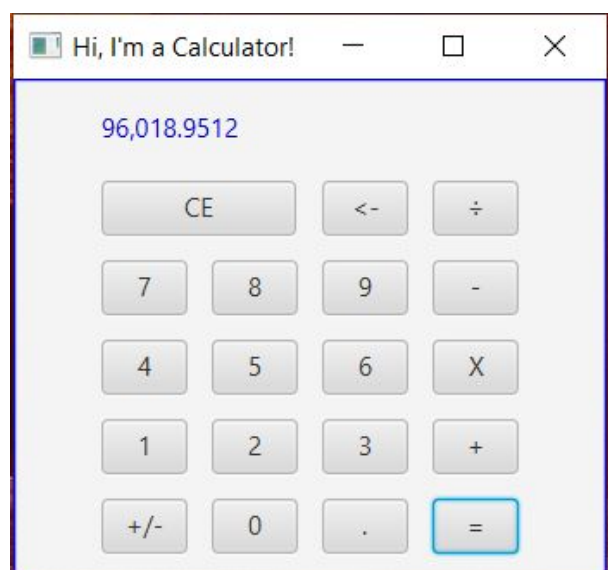 Hi, I'm a Calculator!
96,018.9512
CE <- ÷
7 8 9 -
4 5 6 X
1 2 3 +
+/- 0 . =